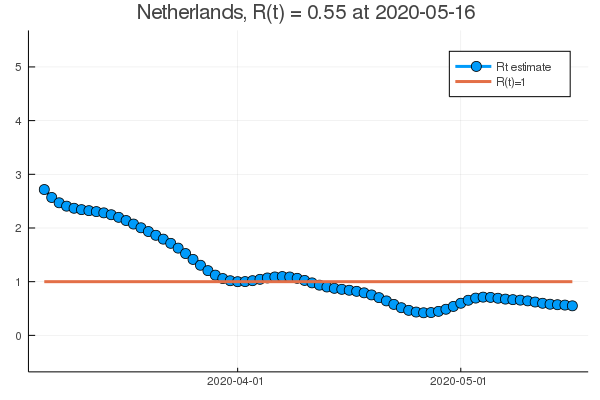 Netherlands, R(t) = 0.55 at 2020-05-16
5
4
3
2
1
0
Rt estimate
R(t)=1
2020-04-01
2020-05-01